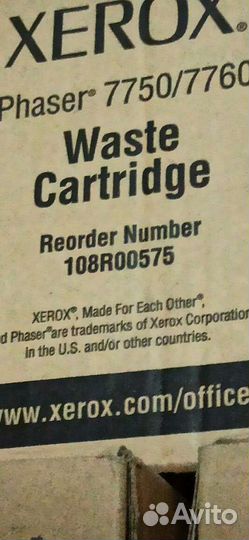 XEROX
Phaser® 7750/7760
Waste
Cartridge
Reorder Number
108R00575
XEROX®, Made For Each Other®,
d Phaser® are trademarks of Xerox Corporation
in the U.S. and/or other countries.
www.xerox.com/office
Avito